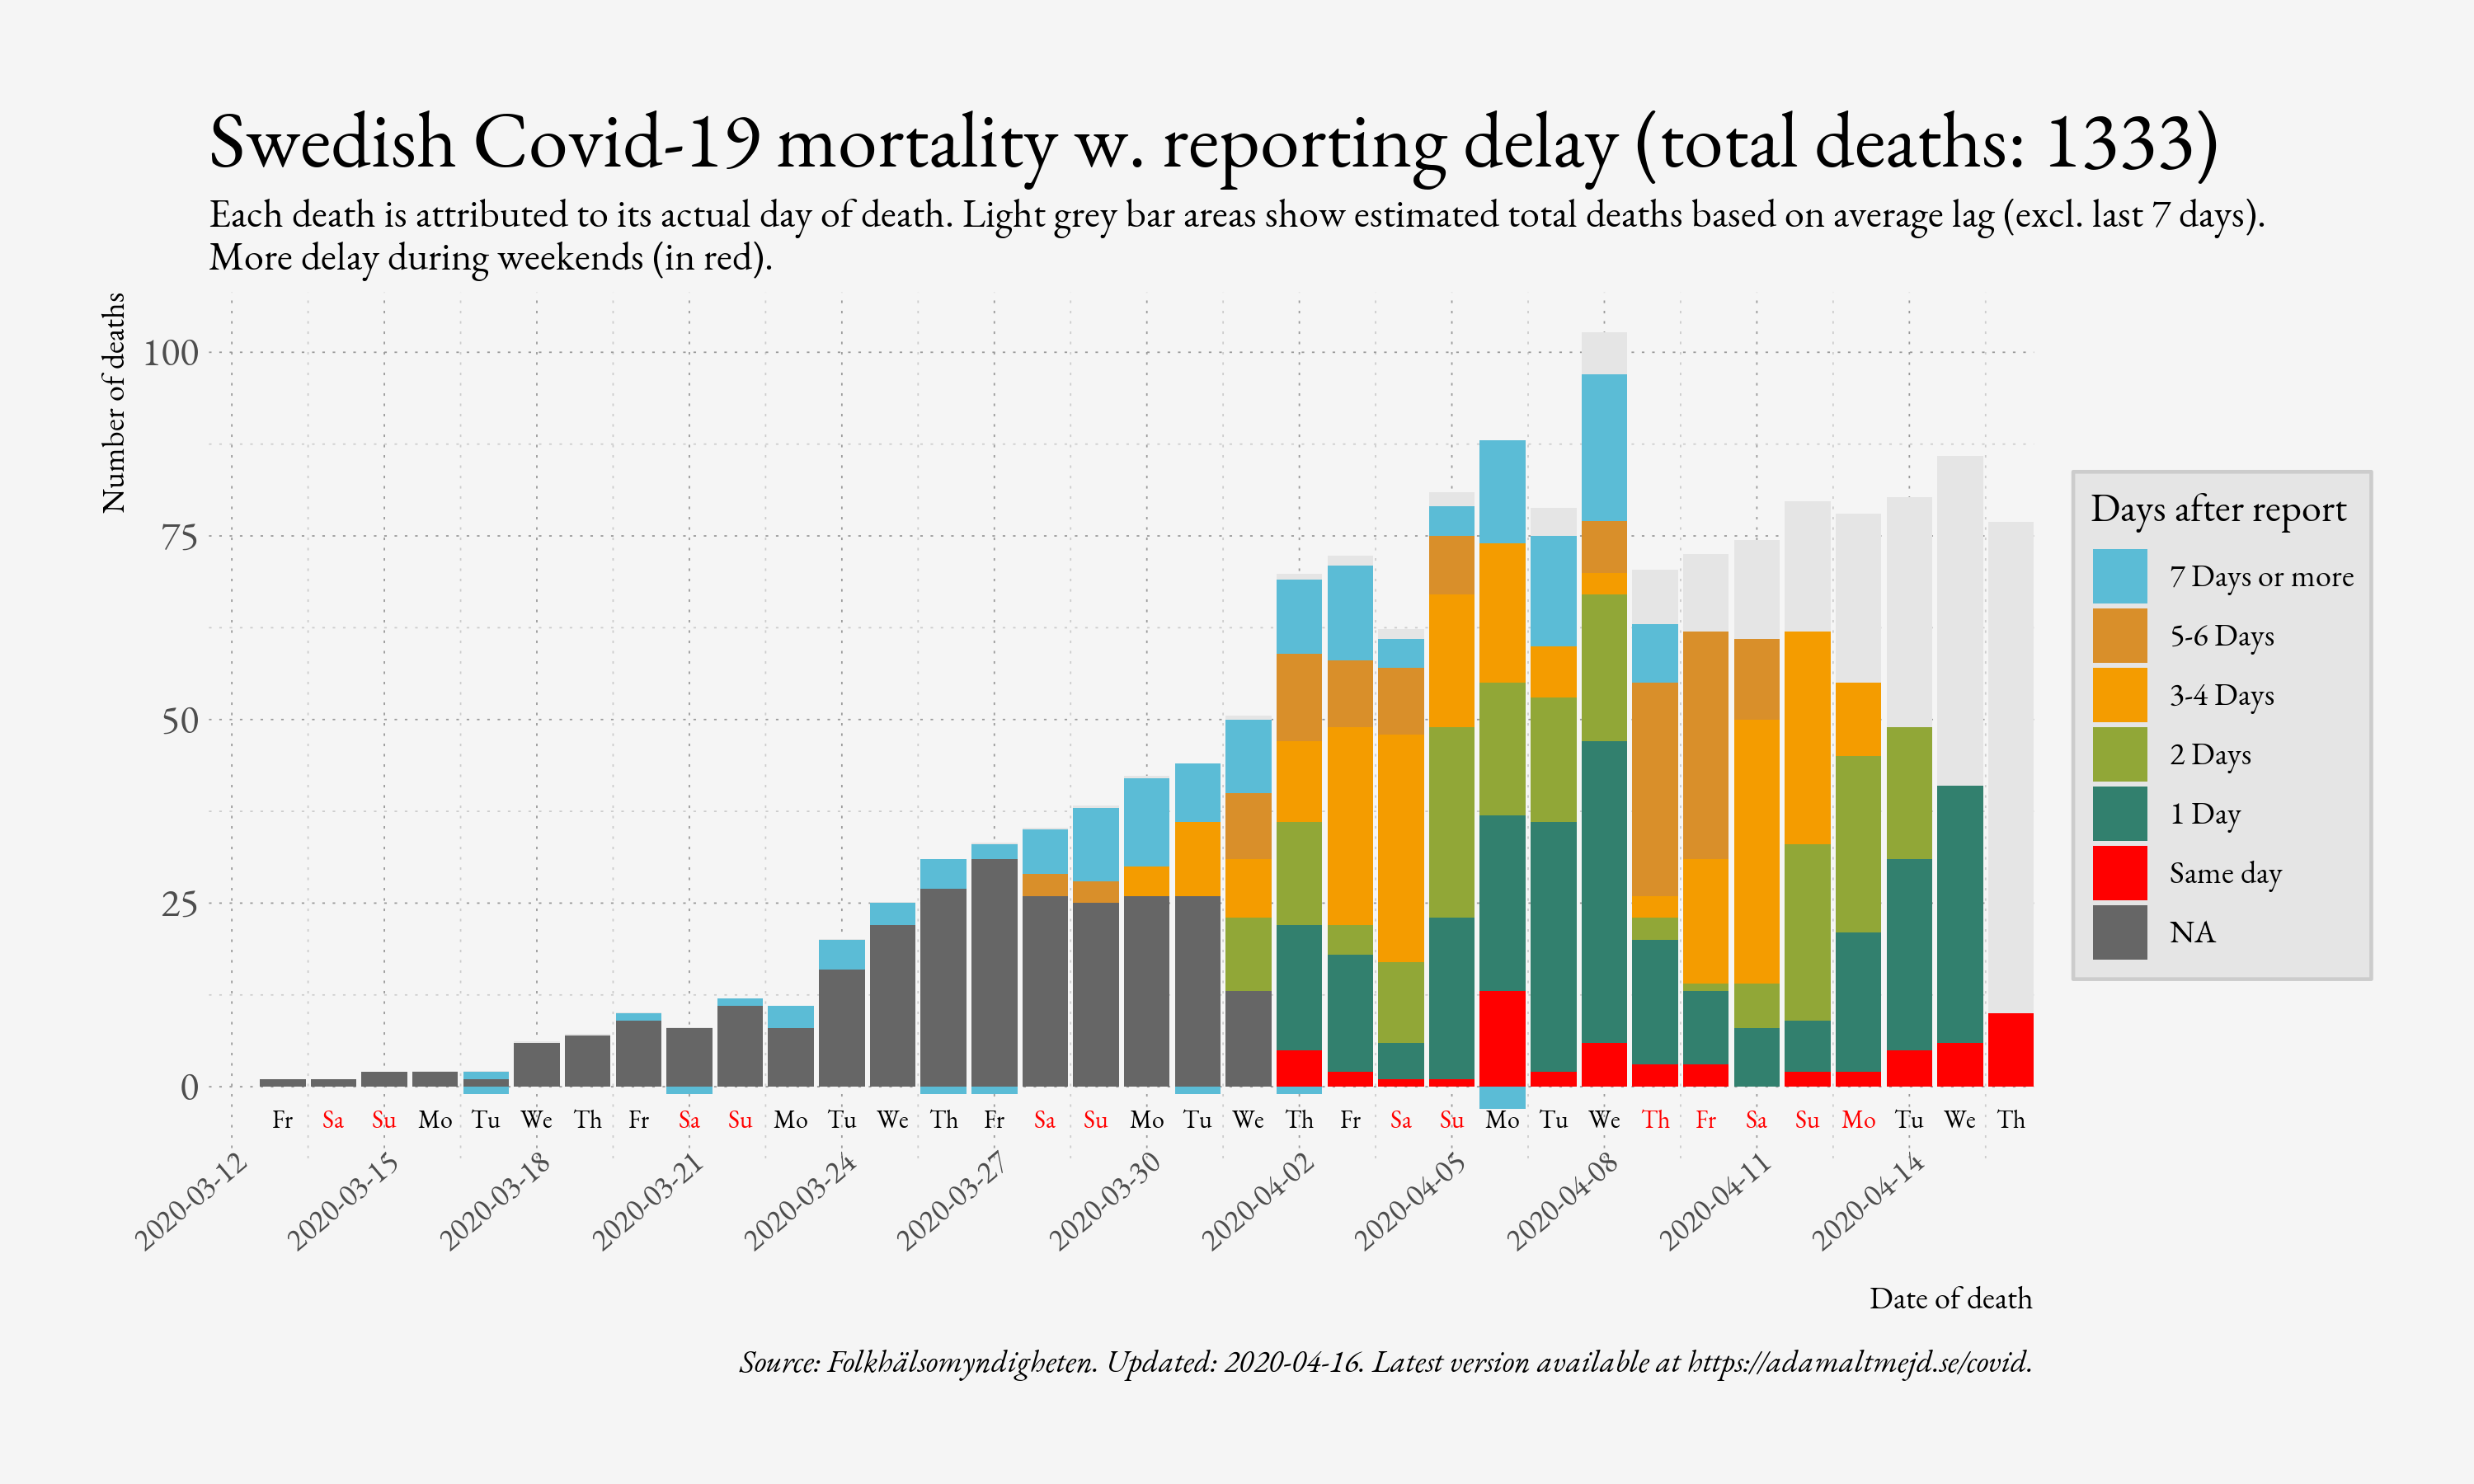 Swedish Covid-19 mortality w. reporting delay (total deaths: 1333)
Each death is attributed to its actual day of death. Light grey bar areas show estimated total deaths based on average lag (excl. last 7 days).
More delay during weekends (in red).
Number of deaths
100
75
50
25
0
Fr Sa Su Mo Tu We Th Fr Sa Su Mo Tu We Th Fr Sa Su Mo Tu We Th Fr Sa Su Mo Tu We Th Fr Sa Su Mo Tu We Th
2020-03-12 2020-03-15 2020-03-18 2020-03-21 2020-03-24 2020-03-27 2020-03-30 2020-04-02 2020-04-05 2020-04-08 2020-04-11 2020-04-14
Date of death
Days after report
7 Days or more
5-6 Days
3-4 Days
2 Days
1 Day
Same day
NA
Source: Folkhälsomyndigheten. Updated: 2020-04-16. Latest version available at https://adamaltmejd.se/covid.